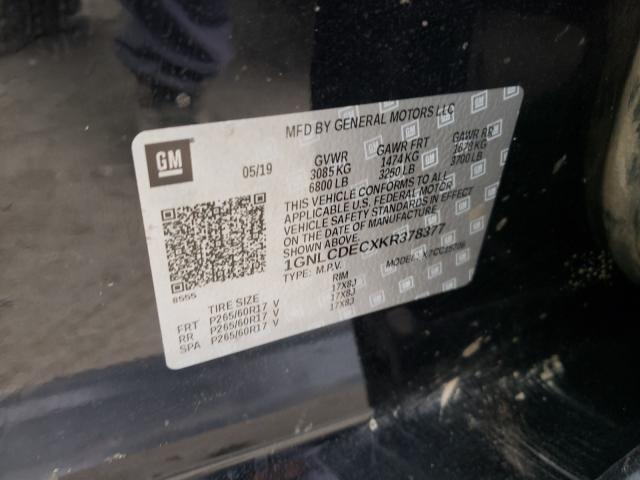 MFD BY GENERAL MOTORS LLC
GM
05/19
GVWR GAWR FRT GAWR RR
3085 KG 1474 KG 1678 KG
6800 LB 3250 LB 3700 LB
THIS VEHICLE CONFORMS TO ALL
APPLICABLE U.S. FEDERAL MOTOR
VEHICLE SAFETY STANDARDS IN EFFECT
ON THE DATE OF MANUFACTURE
SHOWN ABOVE.
1GNLCDECXKR378377
TYPE: M.P.V. MODEL:
8555
TIRE SIZE RIM
FRT P265/60R17 V 17X8J
RR P265/60R17 V 17X8J
SPA P265/60R17 V 17X8J